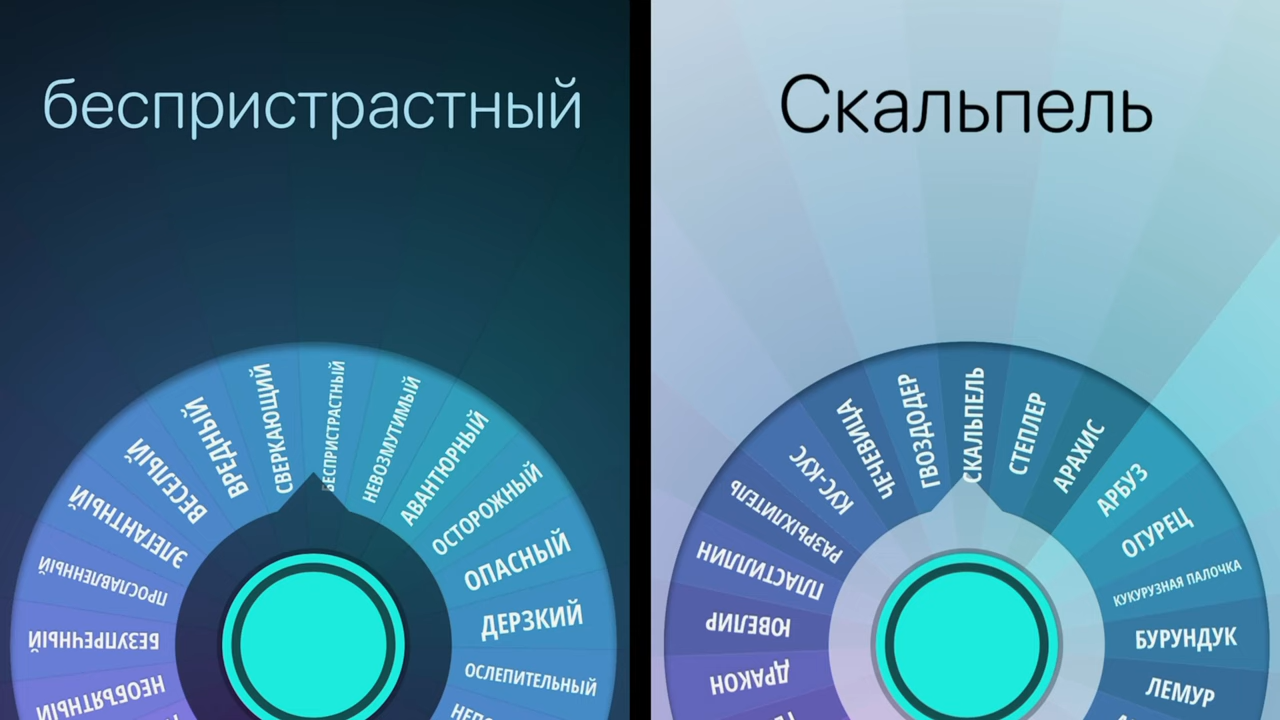 беспристрастный
НЕОБЪЯТНЫЙ
БЕЗУПРЕЧНЫЙ
ПРОСЛАВЛЕННЫЙ
ЭЛЕГАНТНЫЙ
ВЕСЕЛЫЙ
ВРЕДНЫЙ
СВЕРКАЮЩИЙ
БЕСПРИСТРАСТНЫЙ
НЕВОЗМУТИМЫЙ
АВАНТЮРНЫЙ
ОСТОРОЖНЫЙ
ОПАСНЫЙ
ДЕРЗКИЙ
ОСЛЕПИТЕЛЬНЫЙ
Скальпель
ДРАКОН
ЮВЕЛИР
ПЛАСТИЛИН
РАЗРЫХЛИТЕЛЬ
КУС-КУС
ЧЕЧЕВИЦА
ГВОЗДОДЕР
СКАЛЬПЕЛЬ
СТЕПЛЕР
АРАХИС
АРБУЗ
ОГУРЕЦ
КУКУРУЗНАЯ ПАЛОЧКА
БУРУНДУК
ЛЕМУР